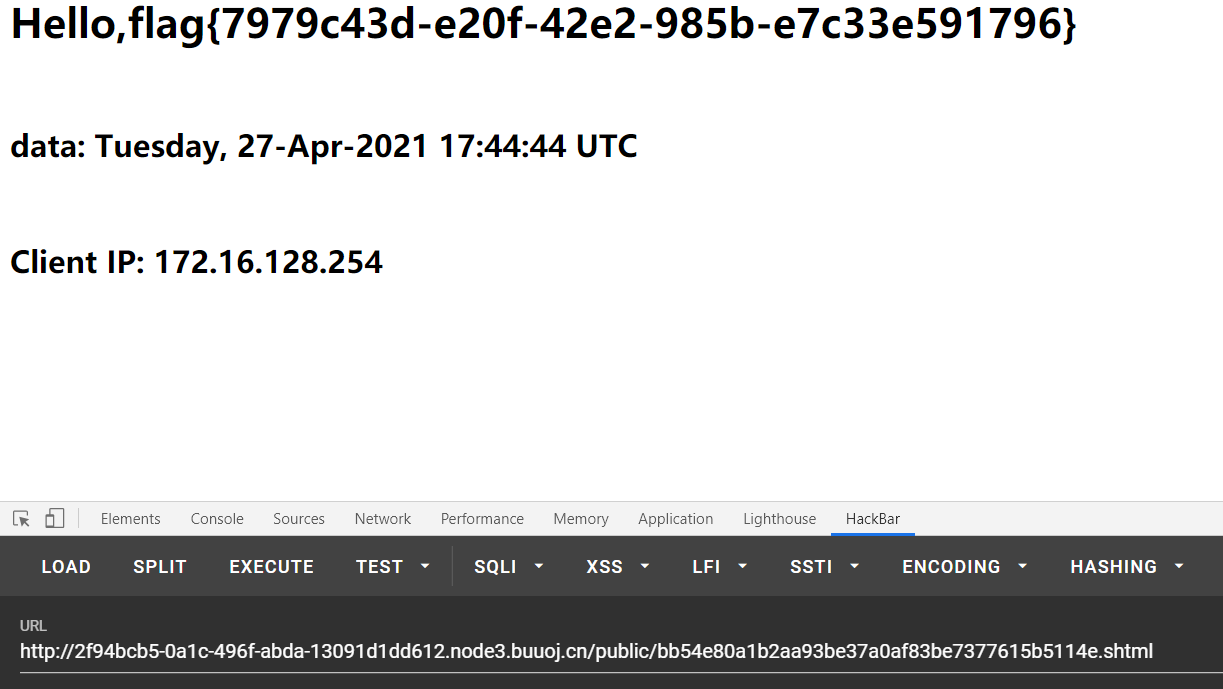 Hello,flag{7979c43d-e20f-42e2-985b-e7c33e591796}
data: Tuesday, 27-Apr-2021 17:44:44 UTC
Client IP: 172.16.128.254
Elements Console Sources Network Performance Memory Application Lighthouse HackBar
LOAD SPLIT EXECUTE TEST SQLI XSS LFI SSTI ENCODING HASHING
URL
http://2f94bcb5-0a1c-496f-abda-13091d1dd612.node3.buuoj.cn/public/bb54e80a1b2aa93be37a0af83be7377615b5114e.shtml